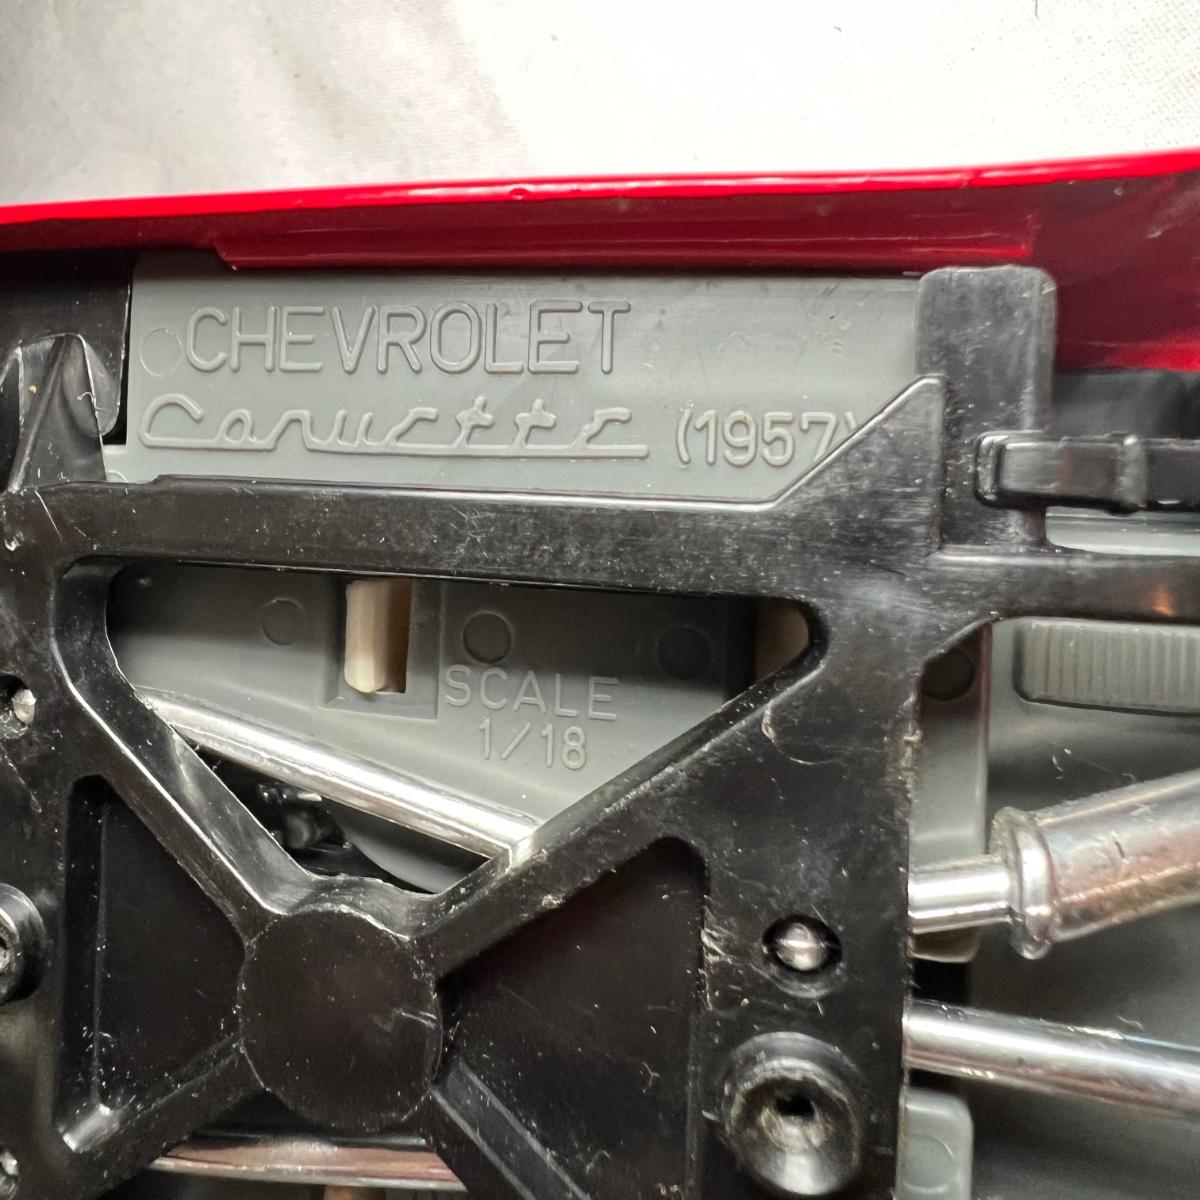 CHEVROLET
Corvette (1957)
SCALE
1/18